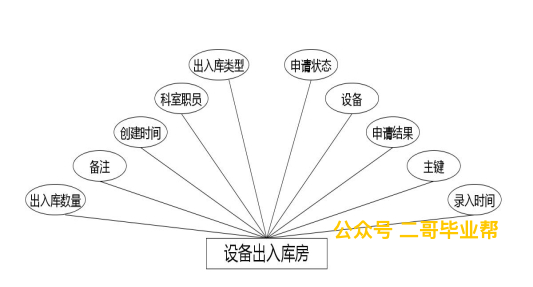 出入库类型
申请状态
科室职员
设备
创建时间
申请结果
备注
主键
出入库数量
录入时间
公众号 二哥毕业帮
设备出入库房